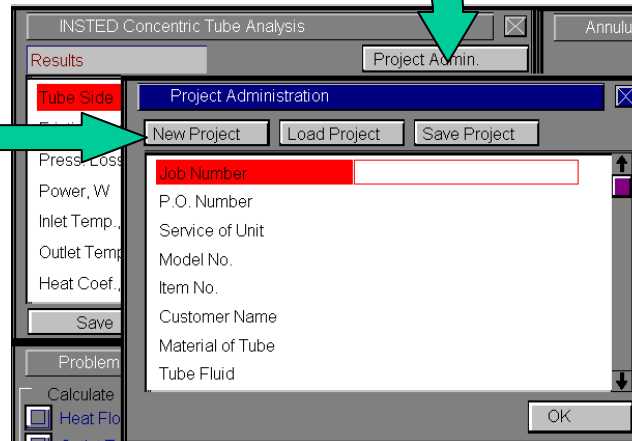 INSTED Concentric Tube Analysis
Annulu
Results
Project Admin.
Tube Side
Project Administration
New Project
Load Project
Save Project
Press. Loss
Job Number
Power, W
P.O. Number
Inlet Temp.,
Service of Unit
Outlet Temp
Model No.
Heat Coef.,
Item No.
Save
Customer Name
Material of Tube
Problem
Tube Fluid
Calculate
Heat Flo
OK